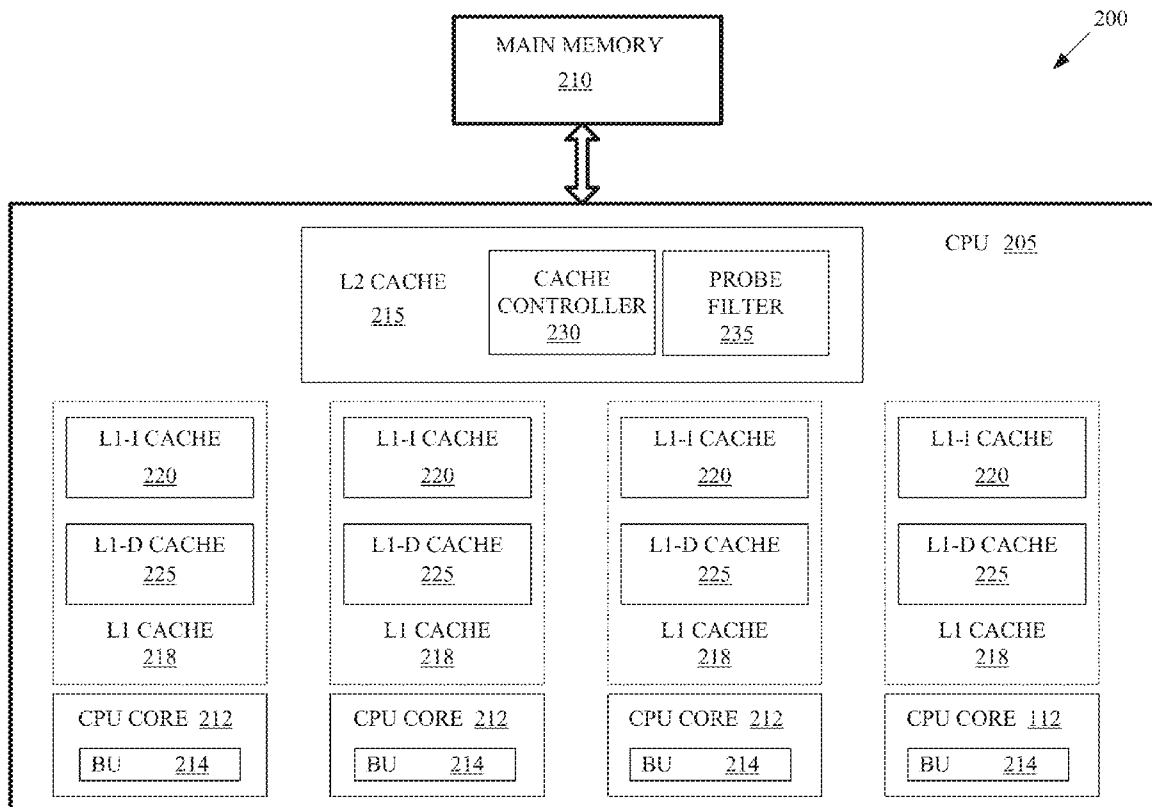 200
MAIN MEMORY
210
CPU 205
L2 CACHE
215
CACHE
CONTROLLER
230
PROBE
FILTER
235
L1-I CACHE
220
L1-D CACHE
225
L1 CACHE
218
CPU CORE 212
BU 214
L1-I CACHE
220
L1-D CACHE
225
L1 CACHE
218
CPU CORE 212
BU 214
L1-I CACHE
220
L1-D CACHE
225
L1 CACHE
218
CPU CORE 212
BU 214
L1-I CACHE
220
L1-D CACHE
225
L1 CACHE
218
CPU CORE 112
BU 214